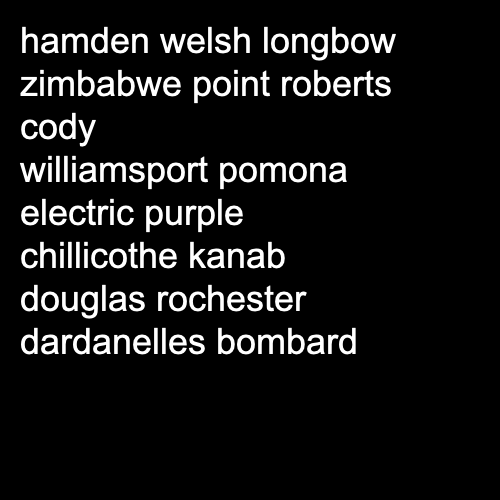 hamden welsh longbow
zimbabwe point roberts
cody
williamsport pomona
electric purple
chillicothe kanab
douglas rochester
dardanelles bombard